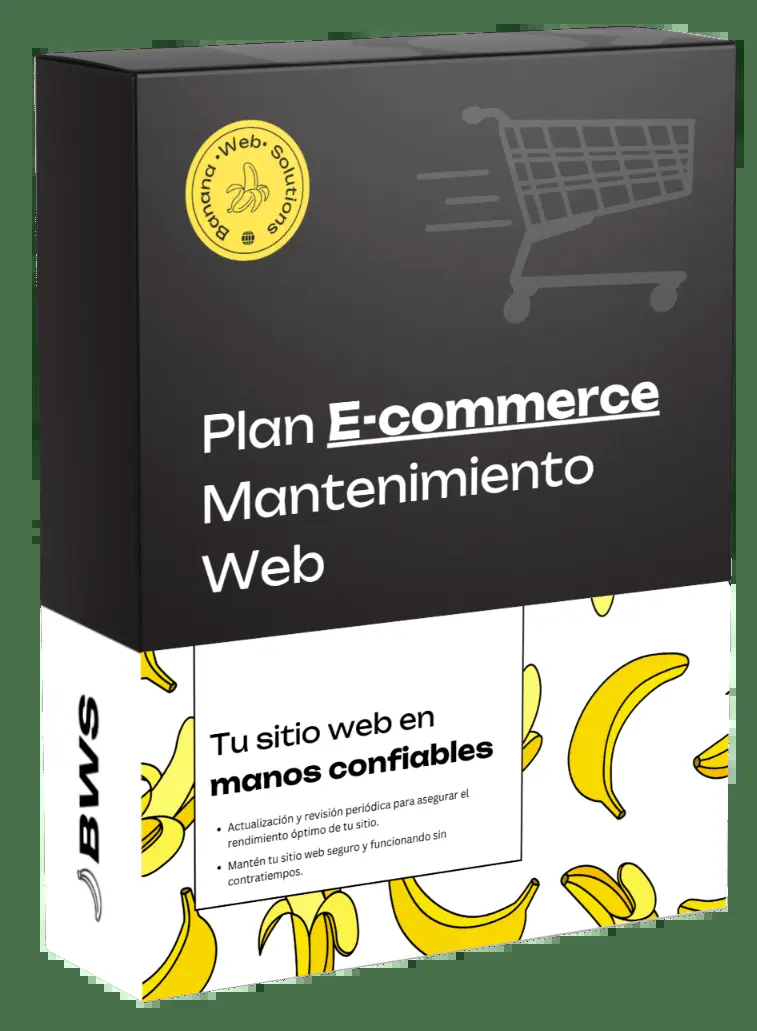 Banana •Web• Solutions
Plan E-commerce
Mantenimiento
Web
Tu sitio web en
manos confiables
• Actualización y revisión periódica para asegurar el
rendimiento óptimo de tu sitio.
• Mantén tu sitio web seguro y funcionando sin
contratiempos.
BWS